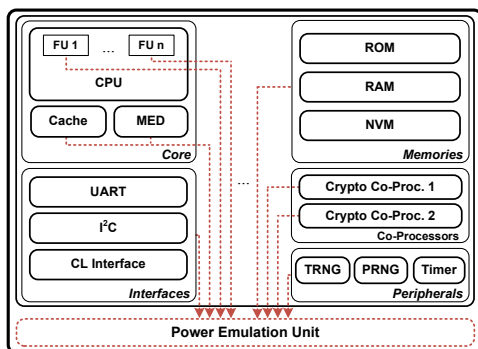 FU 1 ... FU n
CPU
Cache MED
Core
UART
I²C
CL Interface
Interfaces
...
ROM
RAM
NVM
Memories
Crypto Co-Proc. 1
Crypto Co-Proc. 2
Co-Processors
TRNG PRNG Timer
Peripherals
Power Emulation Unit